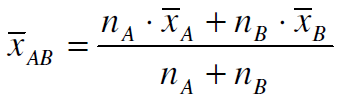 x̄_AB = (n_A · x̄_A + n_B · x̄_B) / (n_A + n_B)